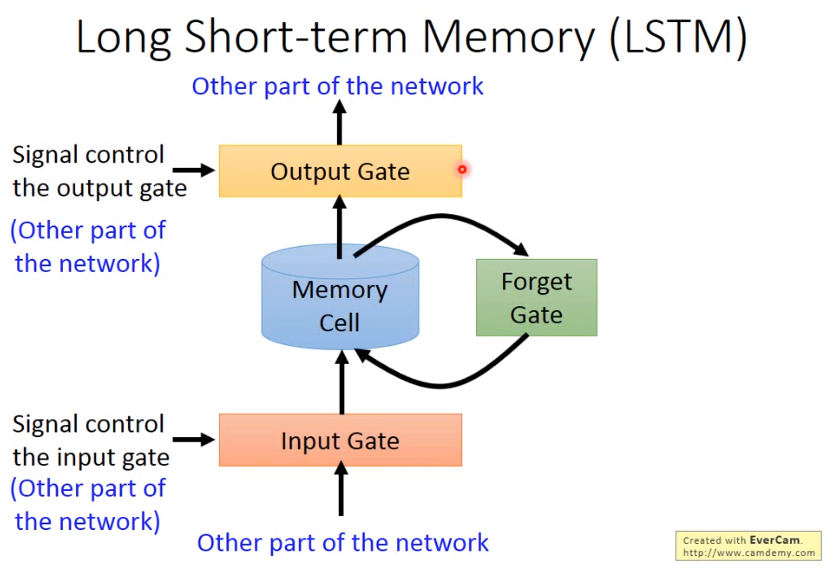 Long Short-term Memory (LSTM)
Other part of the network
Signal control
the output gate
(Other part of
the network)
Output Gate
Memory
Cell
Forget
Gate
Signal control
the input gate
(Other part of
the network)
Input Gate
Other part of the network
Created with EverCam.
http://www.camdemy.com